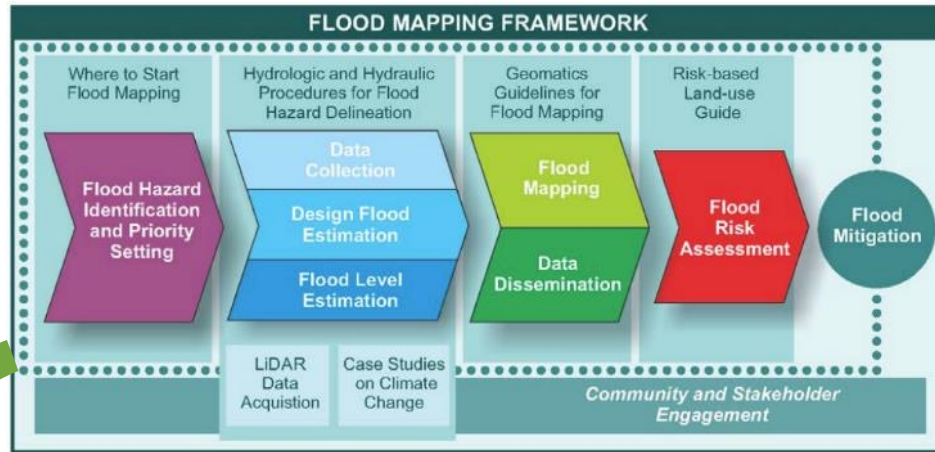 FLOOD MAPPING FRAMEWORK
Where to Start
Flood Mapping
Flood Hazard
Identification
and Priority
Setting
Hydrologic and Hydraulic
Procedures for Flood
Hazard Delineation
Data
Collection
Design Flood
Estimation
Flood Level
Estimation
LiDAR
Data
Acquistion
Case Studies
on Climate
Change
Geomatics
Guidelines for
Flood Mapping
Flood
Mapping
Data
Dissemination
Risk-based
Land-use
Guide
Flood
Risk
Assessment
Flood
Mitigation
Community and Stakeholder
Engagement